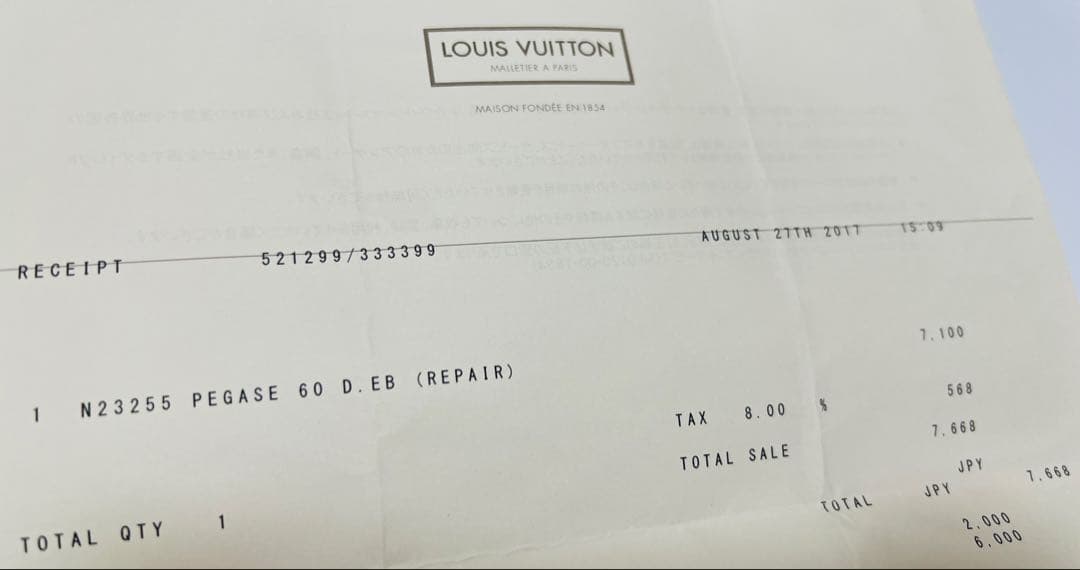 LOUIS VUITTON
MALLETIER A PARIS
MAISON FONDÉE EN 1854
RECEIPT 521299/333399 AUGUST 27TH 2017 15:09
7.100
1 N23255 PEGASE 60 D.EB (REPAIR)
TAX 8.00 % 568
TOTAL SALE 7.668
JPY
TOTAL QTY 1 TOTAL JPY 7.668
2.000
6.000